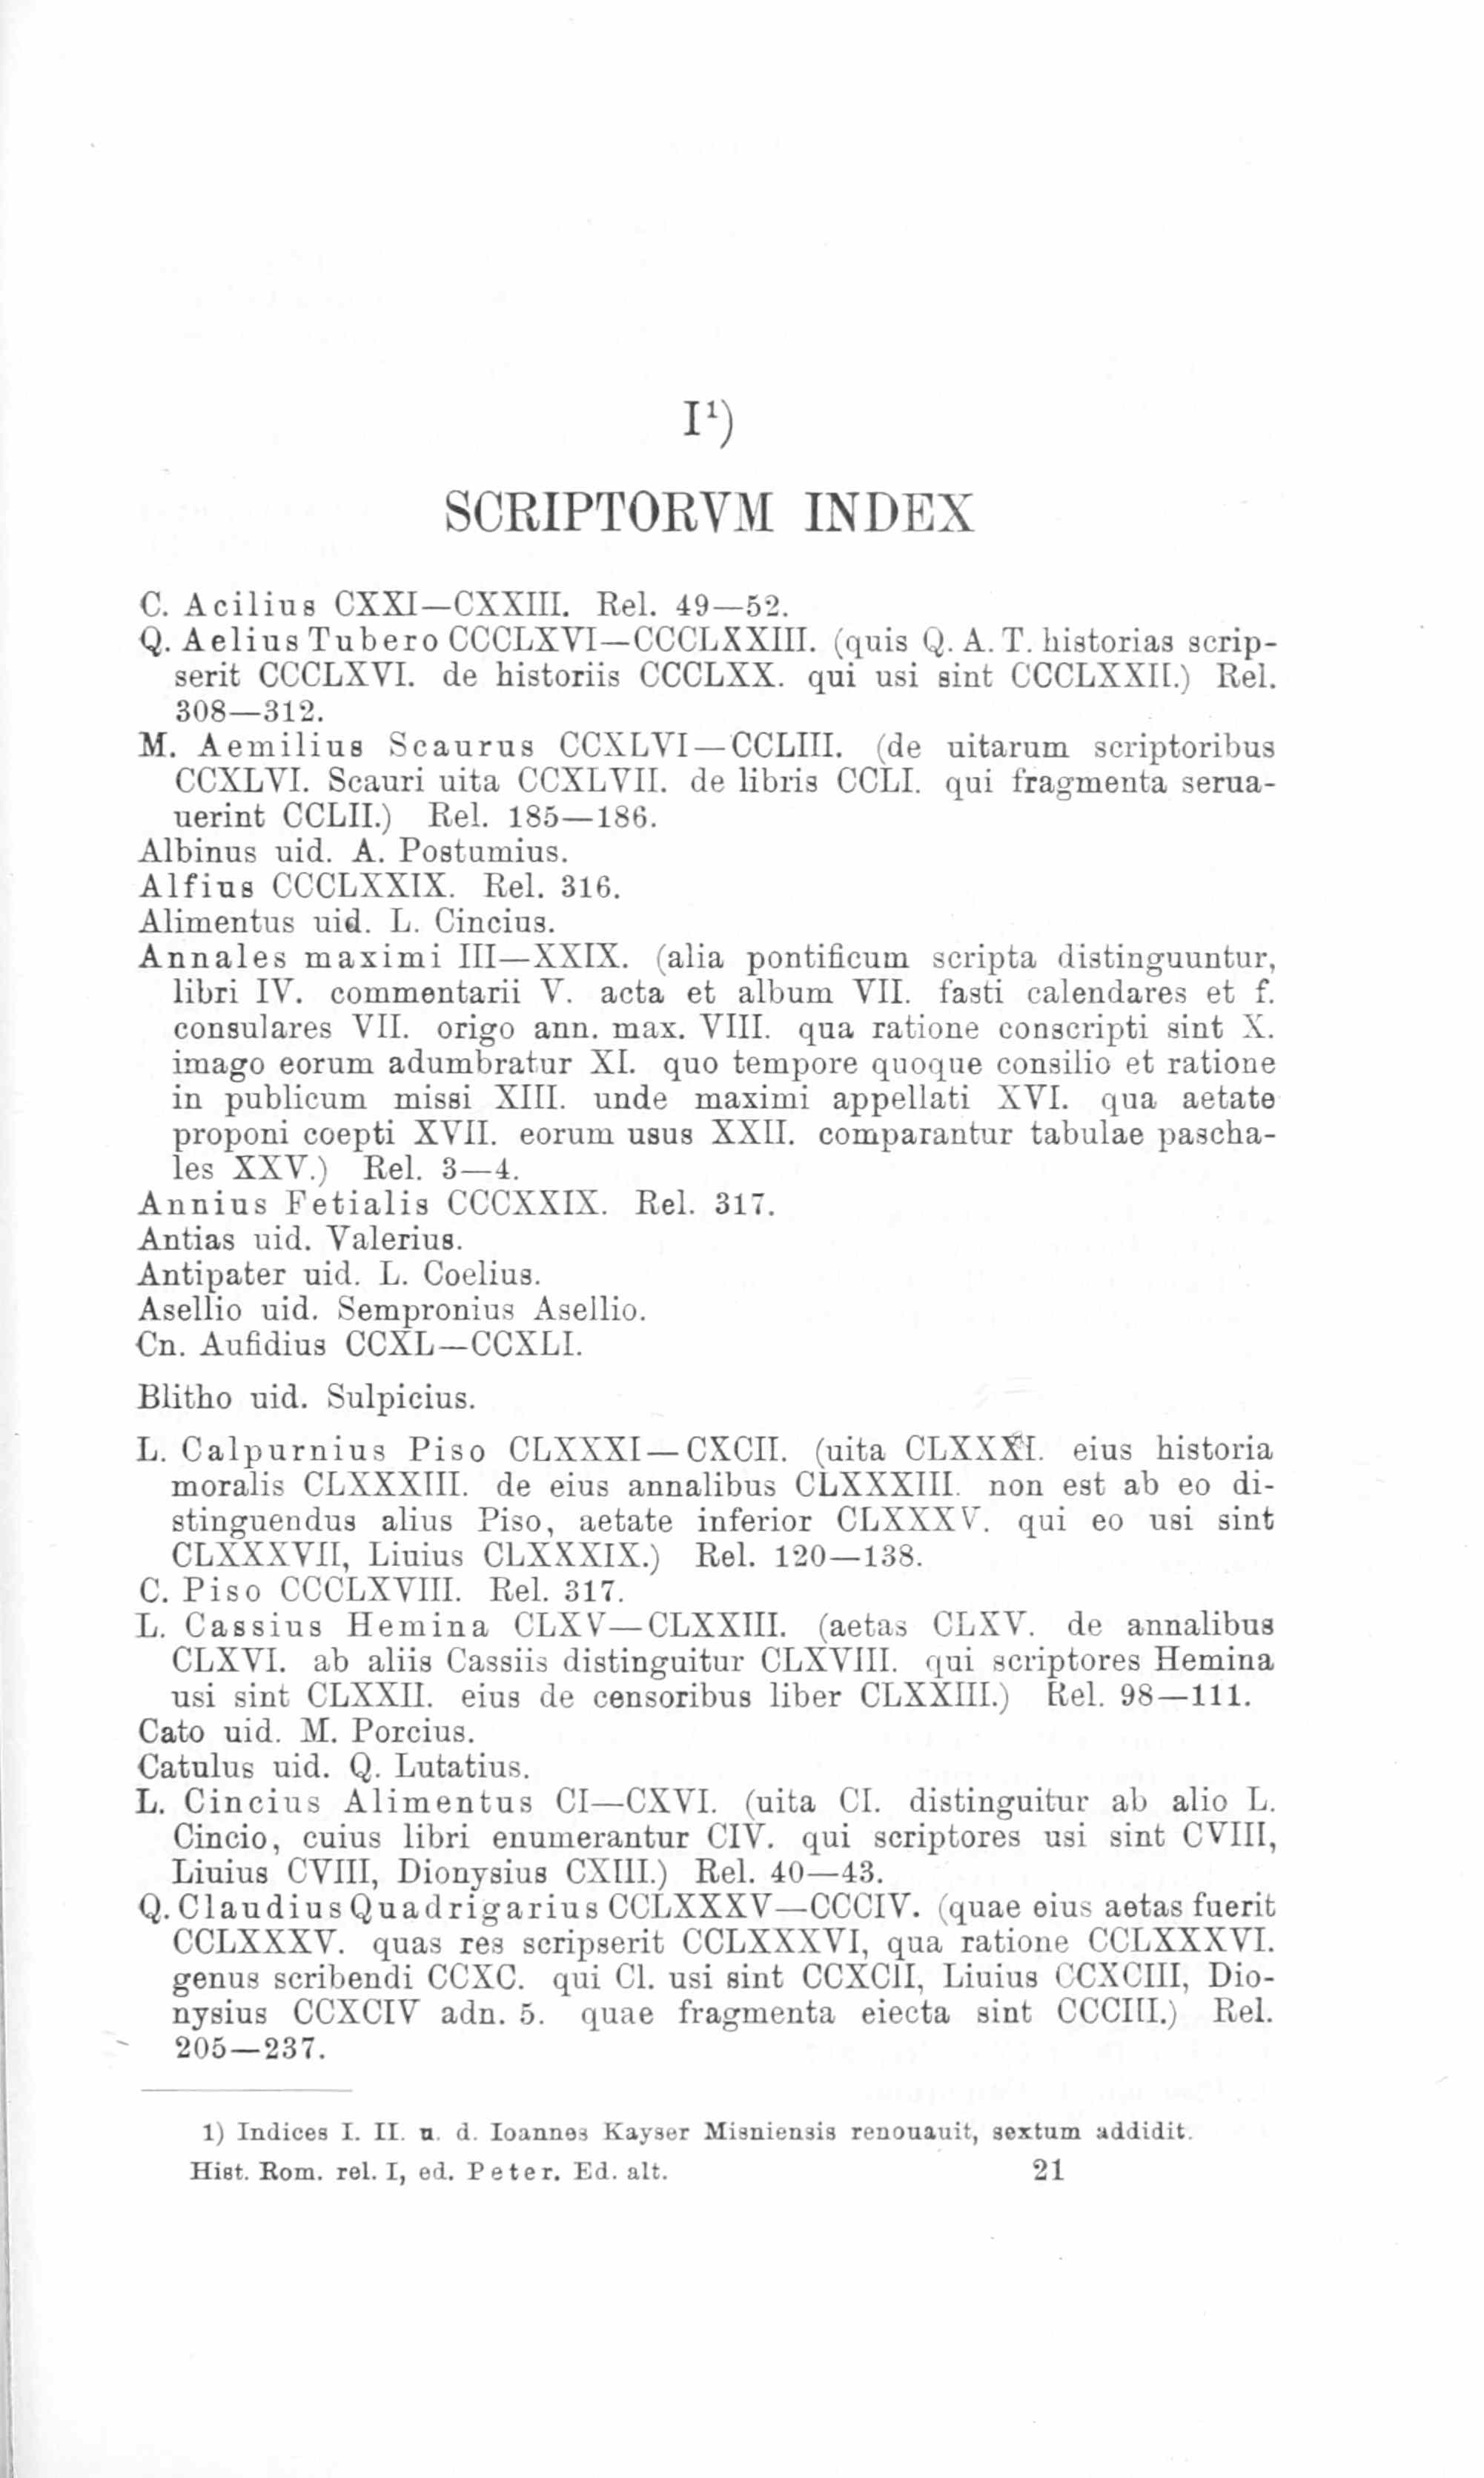 I¹)
SCRIPTORVM INDEX
C. Acilius CXXI—CXXIII. Rel. 49—52.
Q. Aelius Tubero CCCLXVI—CCCLXXIII. (quis Q. A. T. historias scrip-
serit CCCLXVI. de historiis CCCLXX. qui usi sint CCCLXXII.) Rel.
308—312.
M. Aemilius Scaurus CCXLVI—CCLIII. (de uitarum scriptoribus
CCXLVI. Scauri uita CCXLVII. de libris CCLI. qui fragmenta serua-
uerint CCLII.) Rel. 185—186.
Albinus uid. A. Postumius.
Alfius CCCLXXIX. Rel. 316.
Alimentus uid. L. Cincius.
Annales maximi III—XXIX. (alia pontificum scripta distinguuntur,
libri IV. commentarii V. acta et album VII. fasti calendares et f.
consulares VII. origo ann. max. VIII. qua ratione conscripti sint X.
imago eorum adumbratur XI. quo tempore quoque consilio et ratione
in publicum missi XIII. unde maximi appellati XVI. qua aetate
proponi coepti XVII. eorum usus XXII. comparantur tabulae pascha-
les XXV.) Rel. 3—4.
Annius Fetialis CCCXXIX. Rel. 317.
Antias uid. Valerius.
Antipater uid. L. Coelius.
Asellio uid. Sempronius Asellio.
Cn. Aufidius CCXL—CCXLI.
Blitho uid. Sulpicius.
L. Calpurnius Piso CLXXXI—CXCII. (uita CLXXXI. eius historia
moralis CLXXXIII. de eius annalibus CLXXXIII. non est ab eo di-
stinguendus alius Piso, aetate inferior CLXXXV. qui eo usi sint
CLXXXVII, Liuius CLXXXIX.) Rel. 120—138.
C. Piso CCCLXVIII. Rel. 317.
L. Cassius Hemina CLXV—CLXXIII. (aetas CLXV. de annalibus
CLXVI. ab aliis Cassiis distinguitur CLXVIII. qui scriptores Hemina
usi sint CLXXII. eius de censoribus liber CLXXIII.) Rel. 98—111.
Cato uid. M. Porcius.
Catulus uid. Q. Lutatius.
L. Cincius Alimentus CI—CXVI. (uita CI. distinguitur ab alio L.
Cincio, cuius libri enumerantur CIV. qui scriptores usi sint CVIII,
Liuius CVIII, Dionysius CXIII.) Rel. 40—43.
Q. Claudius Quadrigarius CCLXXXV—CCCIV. (quae eius aetas fuerit
CCLXXXV. quas res scripserit CCLXXXVI, qua ratione CCLXXXVI.
genus scribendi CCXC. qui Cl. usi sint CCXCII, Liuius CCXCIII, Dio-
nysius CCXCIV adn. 5. quae fragmenta eiecta sint CCCIII.) Rel.
205—237.
1) Indices I. II. u. d. Ioannes Kayser Misniensis renouauit, sextum addidit.
Hist. Rom. rel. I, ed. Peter. Ed. alt. 21